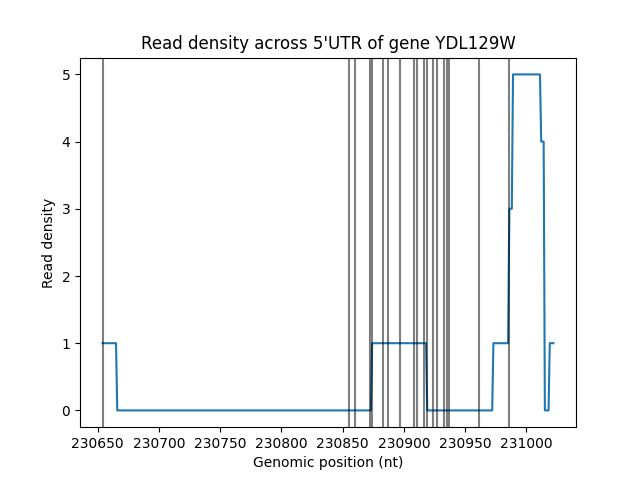 Read density across 5'UTR of gene YDL129W
Read density
5
4
3
2
1
0
230650 230700 230750 230800 230850 230900 230950 231000
Genomic position (nt)